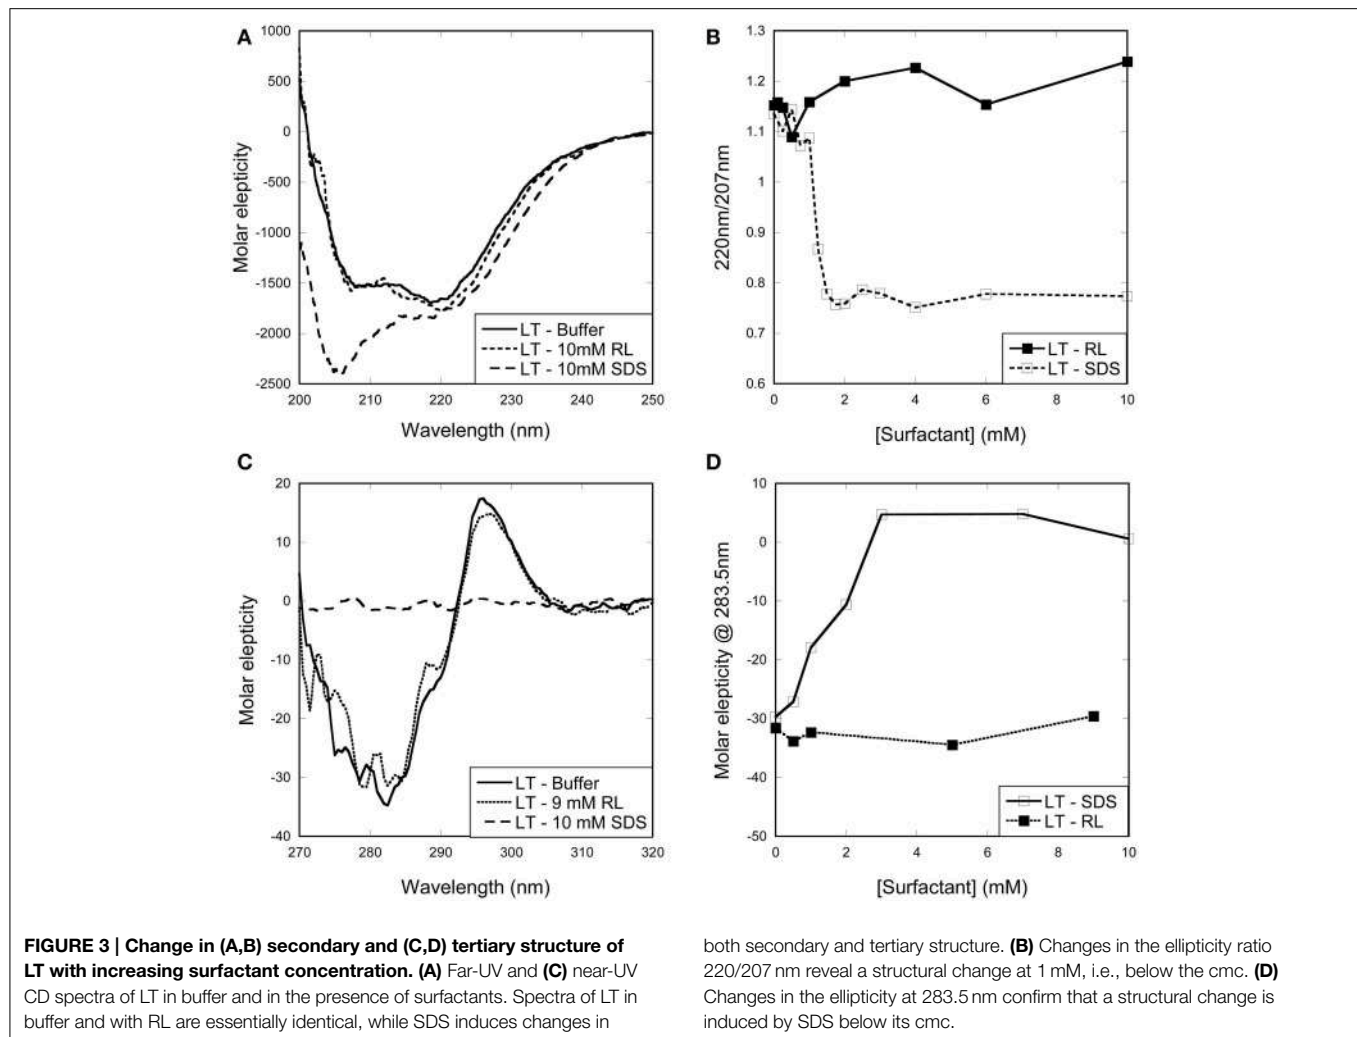 A
1000
500
0
-500
-1000
-1500
-2000
-2500
Molar elepticity
LT - Buffer
LT - 10mM RL
LT - 10mM SDS
200
210
220
230
240
250
Wavelength (nm)
B
1.3
1.2
1.1
1
0.9
0.8
0.7
0.6
220nm/207nm
LT - RL
LT - SDS
0
2
4
6
8
10
[Surfactant] (mM)
C
20
10
0
-10
-20
-30
-40
Molar elepticity
LT - Buffer
LT - 9 mM RL
LT - 10 mM SDS
270
280
290
300
310
320
Wavelength (nm)
D
10
0
-10
-20
-30
-40
-50
Molar elepticity @ 283.5nm
LT - SDS
LT - RL
0
2
4
6
8
10
[Surfactant] (mM)
FIGURE 3 | Change in (A,B) secondary and (C,D) tertiary structure of
LT with increasing surfactant concentration. (A) Far-UV and (C) near-UV
CD spectra of LT in buffer and in the presence of surfactants. Spectra of LT in
buffer and with RL are essentially identical, while SDS induces changes in
both secondary and tertiary structure. (B) Changes in the ellipticity ratio
220/207 nm reveal a structural change at 1 mM, i.e., below the cmc. (D)
Changes in the ellipticity at 283.5 nm confirm that a structural change is
induced by SDS below its cmc.